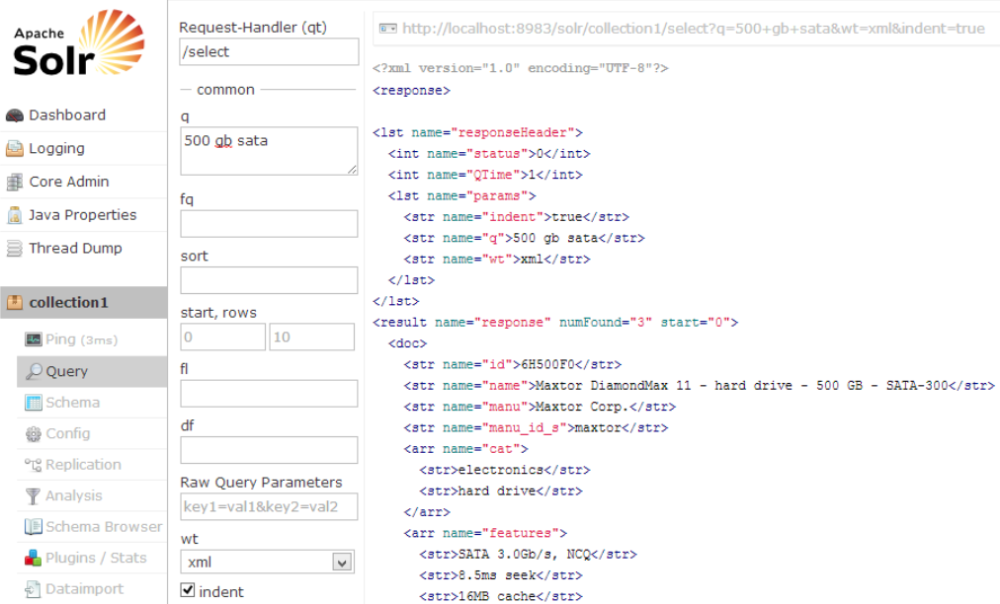 Apache
Solr
Dashboard
Logging
Core Admin
Java Properties
Thread Dump
collection1
Ping (3ms)
Query
Schema
Config
Replication
Analysis
Schema Browser
Plugins / Stats
Dataimport
Request-Handler (qt)
/select
common
q
500 gb sata
fq
sort
start, rows
0 10
fl
df
Raw Query Parameters
key1=val1&key2=val2
wt
xml
indent
http://localhost:8983/solr/collection1/select?q=500+gb+sata&wt=xml&indent=true
<?xml version="1.0" encoding="UTF-8"?>
<response>
<lst name="responseHeader">
<int name="status">0</int>
<int name="QTime">1</int>
<lst name="params">
<str name="indent">true</str>
<str name="q">500 gb sata</str>
<str name="wt">xml</str>
</lst>
</lst>
<result name="response" numFound="3" start="0">
<doc>
<str name="id">6H500F0</str>
<str name="name">Maxtor DiamondMax 11 - hard drive - 500 GB - SATA-300</str>
<str name="manu">Maxtor Corp.</str>
<str name="manu_id_s">maxtor</str>
<arr name="cat">
<str>electronics</str>
<str>hard drive</str>
</arr>
<arr name="features">
<str>SATA 3.0Gb/s, NCQ</str>
<str>8.5ms seek</str>
<str>16MB cache</str>